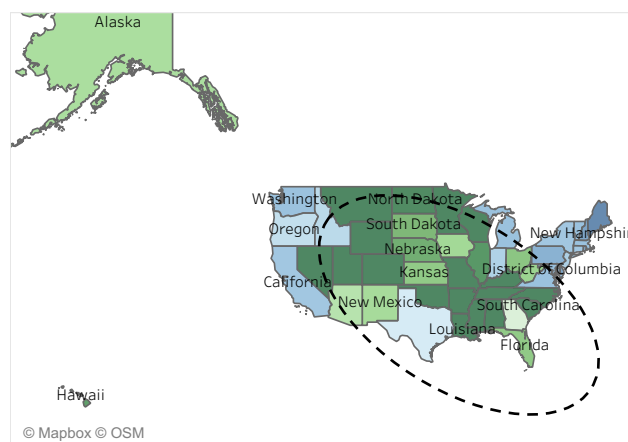 Alaska
Washington
North Dakota
Oregon
South Dakota
New Hampshir
Nebraska
Kansas
District of Columbia
California
New Mexico
South Carolina
Louisiana
Florida
Hawaii
© Mapbox © OSM